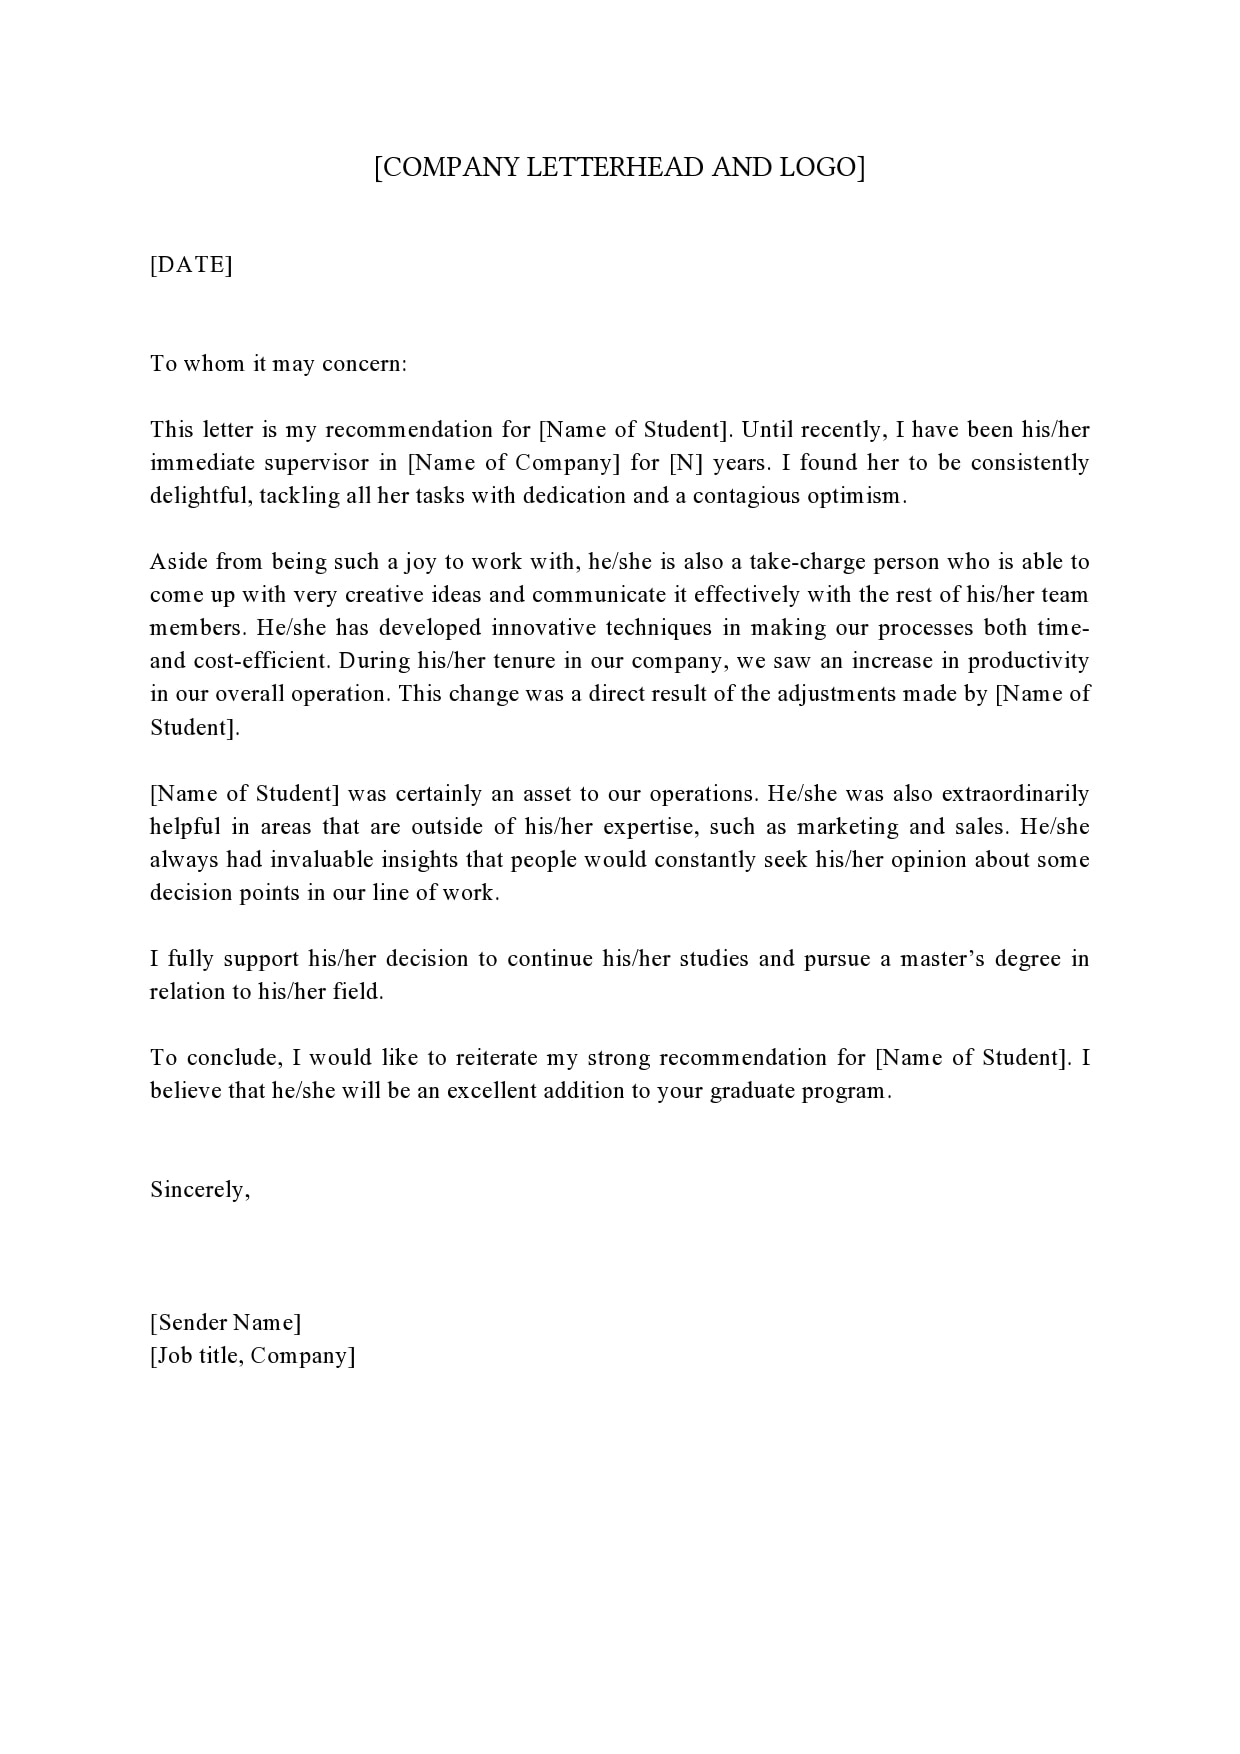 [COMPANY LETTERHEAD AND LOGO]
[DATE]
To whom it may concern:
This letter is my recommendation for [Name of Student]. Until recently, I have been his/her
immediate supervisor in [Name of Company] for [N] years. I found her to be consistently
delightful, tackling all her tasks with dedication and a contagious optimism.
Aside from being such a joy to work with, he/she is also a take-charge person who is able to
come up with very creative ideas and communicate it effectively with the rest of his/her team
members. He/she has developed innovative techniques in making our processes both time-
and cost-efficient. During his/her tenure in our company, we saw an increase in productivity
in our overall operation. This change was a direct result of the adjustments made by [Name of
Student].
[Name of Student] was certainly an asset to our operations. He/she was also extraordinarily
helpful in areas that are outside of his/her expertise, such as marketing and sales. He/she
always had invaluable insights that people would constantly seek his/her opinion about some
decision points in our line of work.
I fully support his/her decision to continue his/her studies and pursue a master’s degree in
relation to his/her field.
To conclude, I would like to reiterate my strong recommendation for [Name of Student]. I
believe that he/she will be an excellent addition to your graduate program.
Sincerely,
[Sender Name]
[Job title, Company]